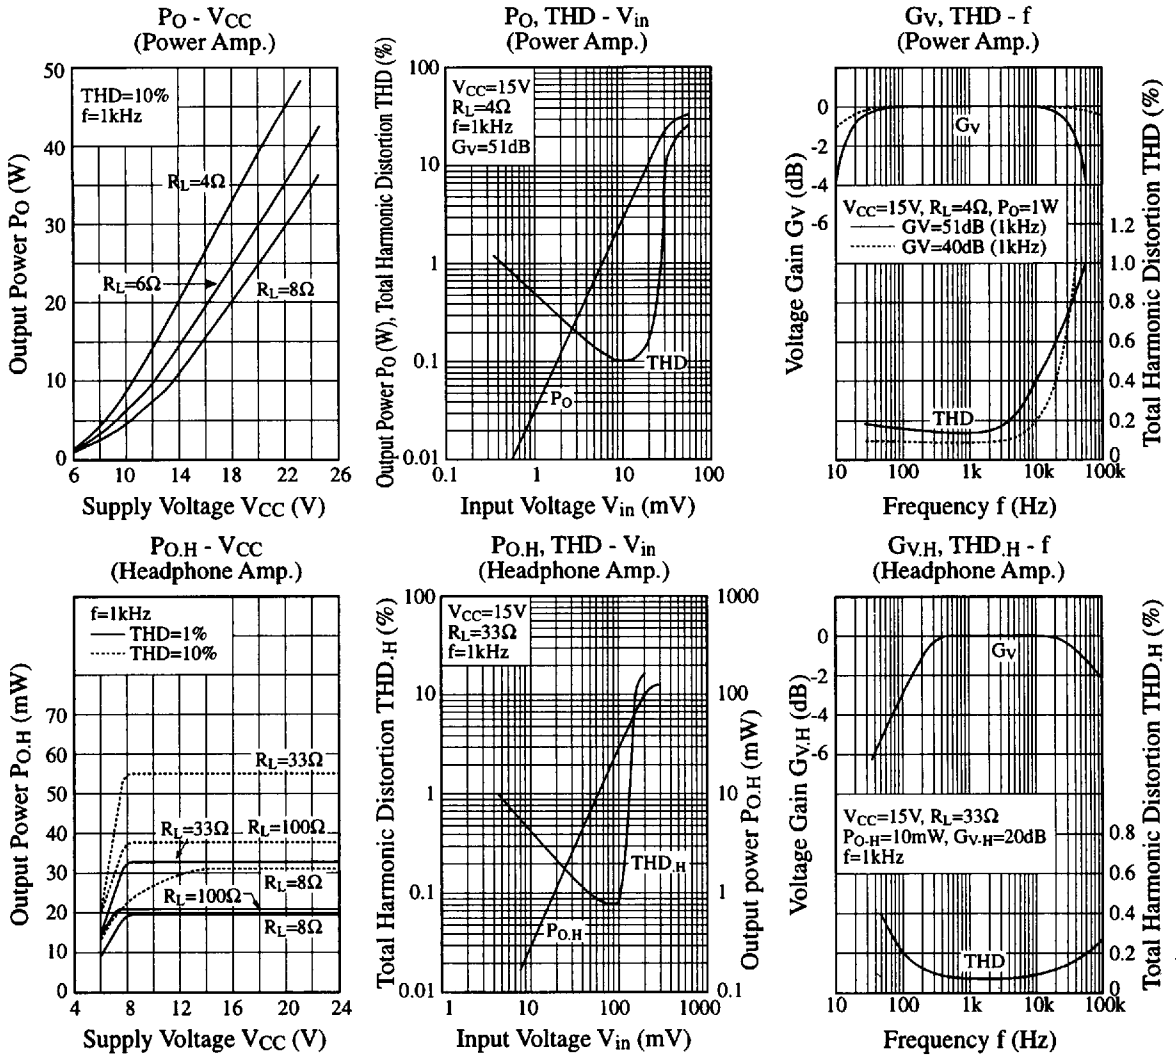 PO - VCC
(Power Amp.)
Output Power PO (W)
50
40
30
20
10
0
THD=10%
f=1kHz
RL=4Ω
RL=6Ω
RL=8Ω
6
10
14
18
22
26
Supply Voltage VCC (V)
PO, THD - Vin
(Power Amp.)
Output Power PO (W), Total Harmonic Distortion THD (%)
100
10
1
0.1
0.01
VCC=15V
RL=4Ω
f=1kHz
GV=51dB
THD
PO
0.1
1
10
100
Input Voltage Vin (mV)
GV, THD - f
(Power Amp.)
Voltage Gain GV (dB)
0
-2
-4
-6
GV
VCC=15V, RL=4Ω, PO=1W
GV=51dB (1kHz)
GV=40dB (1kHz)
THD
Total Harmonic Distortion THD (%)
1.2
1.0
0.8
0.6
0.4
0.2
0
10
100
1k
10k
100k
Frequency f (Hz)
PO.H - VCC
(Headphone Amp.)
Output Power PO.H (mW)
70
60
50
40
30
20
10
0
f=1kHz
THD=1%
THD=10%
RL=33Ω
RL=33Ω
RL=100Ω
RL=8Ω
RL=100Ω
RL=8Ω
4
8
12
16
20
24
Supply Voltage VCC (V)
PO.H, THD - Vin
(Headphone Amp.)
Total Harmonic Distortion THD.H (%)
100
10
1
0.1
0.01
VCC=15V
RL=33Ω
f=1kHz
THD.H
PO.H
Output power PO.H (mW)
1000
100
10
1
0.1
1
10
100
1000
Input Voltage Vin (mV)
GV.H, THD.H - f
(Headphone Amp.)
Voltage Gain GV.H (dB)
0
-2
-4
-6
GV
VCC=15V, RL=33Ω
PO-H=10mW, GV-H=20dB
f=1kHz
THD
Total Harmonic Distortion THD.H (%)
0.8
0.6
0.4
0.2
0
10
100
1k
10k
100k
Frequency f (Hz)